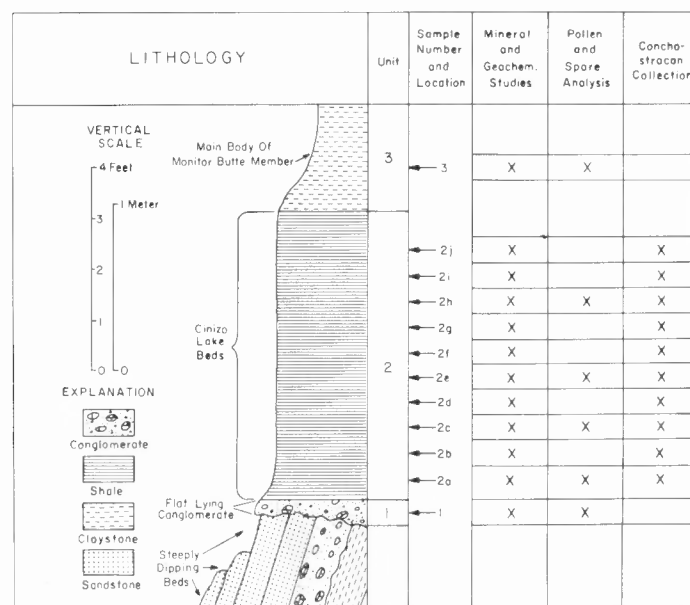 LITHOLOGY
Unit
Sample
Number
and
Location
Mineral
and
Geochem.
Studies
Pollen
and
Spore
Analysis
Concho-
stracan
Collection
VERTICAL
SCALE
4 Feet
1 Meter
3
2
1
0 0
Main Body Of
Monitor Butte Member
3
3 X X
Cinizo
Lake
Beds
2
2j X X
2i X X
2h X X X
2g X X
2f X X
2e X X X
2d X X
2c X X X
2b X X
2a X X X
1 1 X X
EXPLANATION
Conglomerate
Shale
Claystone
Sandstone
Flat Lying
Conglomerate
Steeply
Dipping
Beds